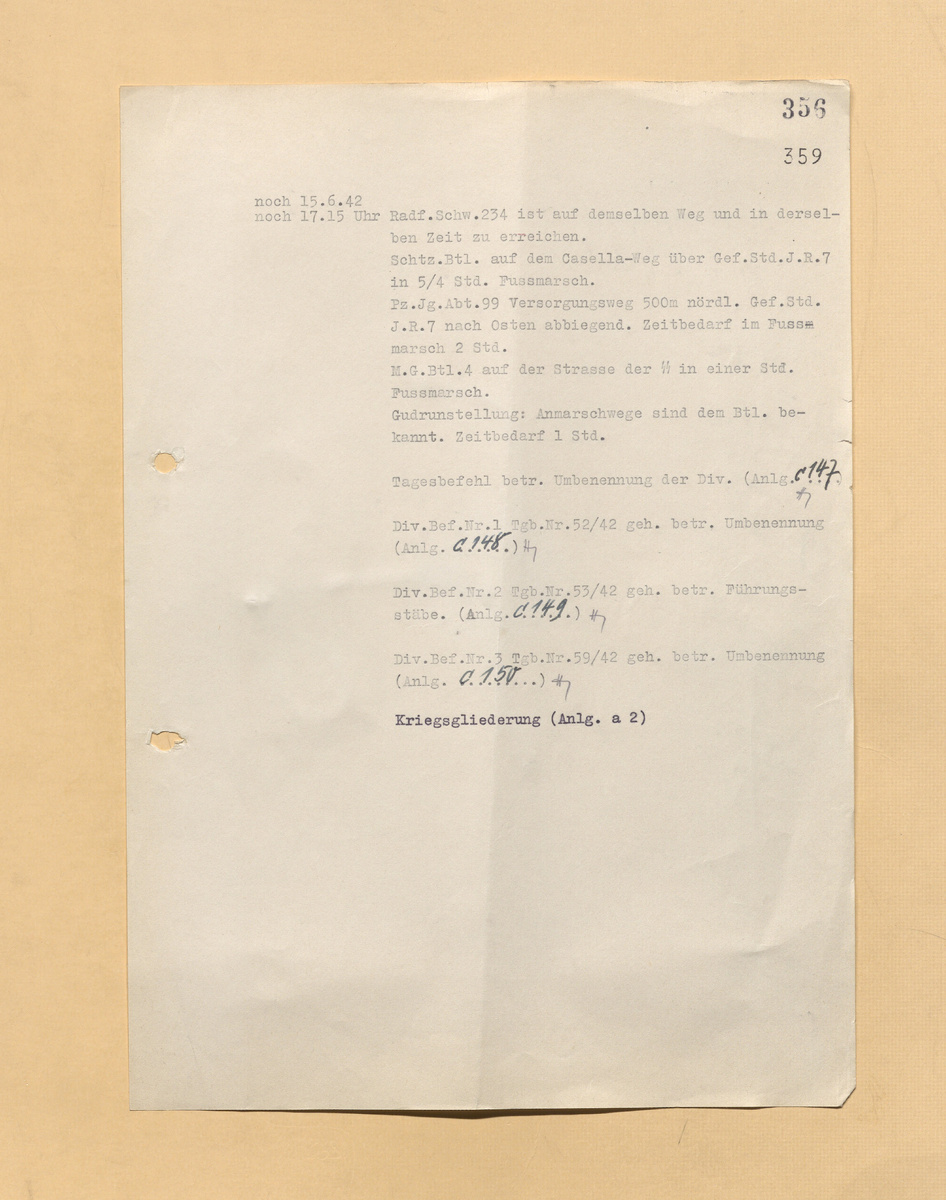 356
359
noch 15.6.42
noch 17.15 Uhr Radf.Schw.234 ist auf demselben Weg und in dersel-
ben Zeit zu erreichen.
Schtz.Btl. auf dem Casella-Weg über Gef.Std.J.R.7
in 5/4 Std. Fussmarsch.
Pz.Jg.Abt.99 Versorgungsweg 500m nördl. Gef.Std.
J.R.7 nach Osten abbiegend. Zeitbedarf im Fuss-
marsch 2 Std.
M.G.Btl.4 auf der Strasse der ᛋᛋ in einer Std.
Fussmarsch.
Gudrunstellung: Anmarschwege sind dem Btl. be-
kannt. Zeitbedarf 1 Std.
Tagesbefehl betr. Umbenennung der Div. (Anlg.C.147.)
Div.Bef.Nr.1 Tgb.Nr.52/42 geh. betr. Umbenennung
(Anlg. C.148.)
Div.Bef.Nr.2 Tgb.Nr.53/42 geh. betr. Führungs-
stäbe. (Anlg.C.149.)
Div.Bef.Nr.3 Tgb.Nr.59/42 geh. betr. Umbenennung
(Anlg. C.150...)
Kriegsgliederung (Anlg. a 2)